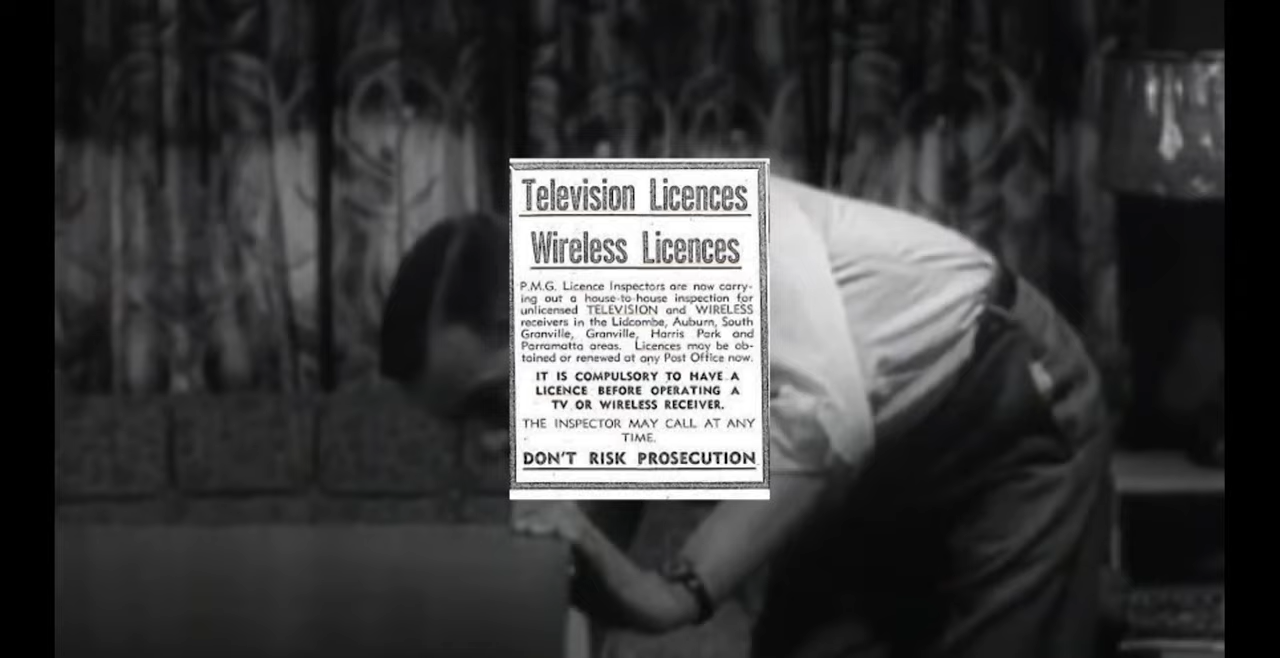 Television Licences
Wireless Licences
P.M.G. Licence Inspectors are now carry-
ing out a house-to-house inspection for
unlicensed TELEVISION and WIRELESS
receivers in the Lidcombe, Auburn, South
Granville, Granville, Harris Park and
Parramatta areas. Licences may be ob-
tained or renewed at any Post Office now.
IT IS COMPULSORY TO HAVE A
LICENCE BEFORE OPERATING A
TV OR WIRELESS RECEIVER.
THE INSPECTOR MAY CALL AT ANY
TIME.
DON'T RISK PROSECUTION